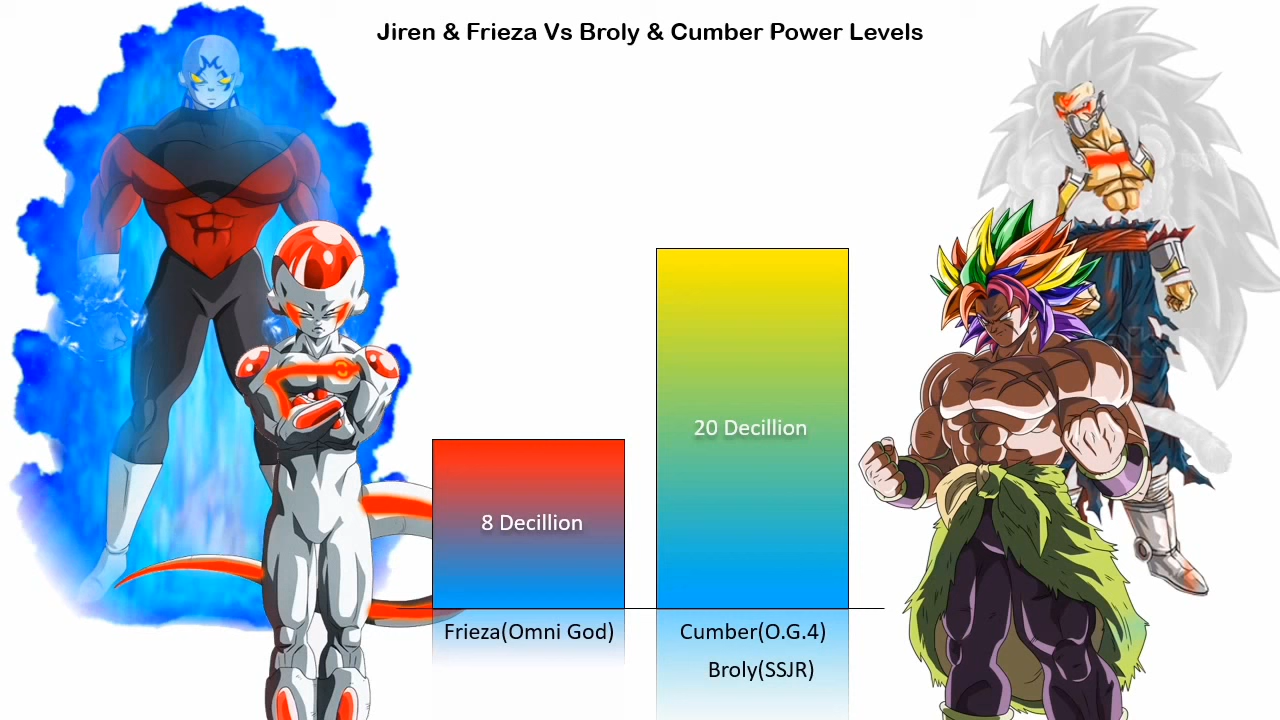 Jiren & Frieza Vs Broly & Cumber Power Levels
20 Decillion
8 Decillion
Frieza(Omni God)
Cumber(O.G.4)
Broly(SSJR)